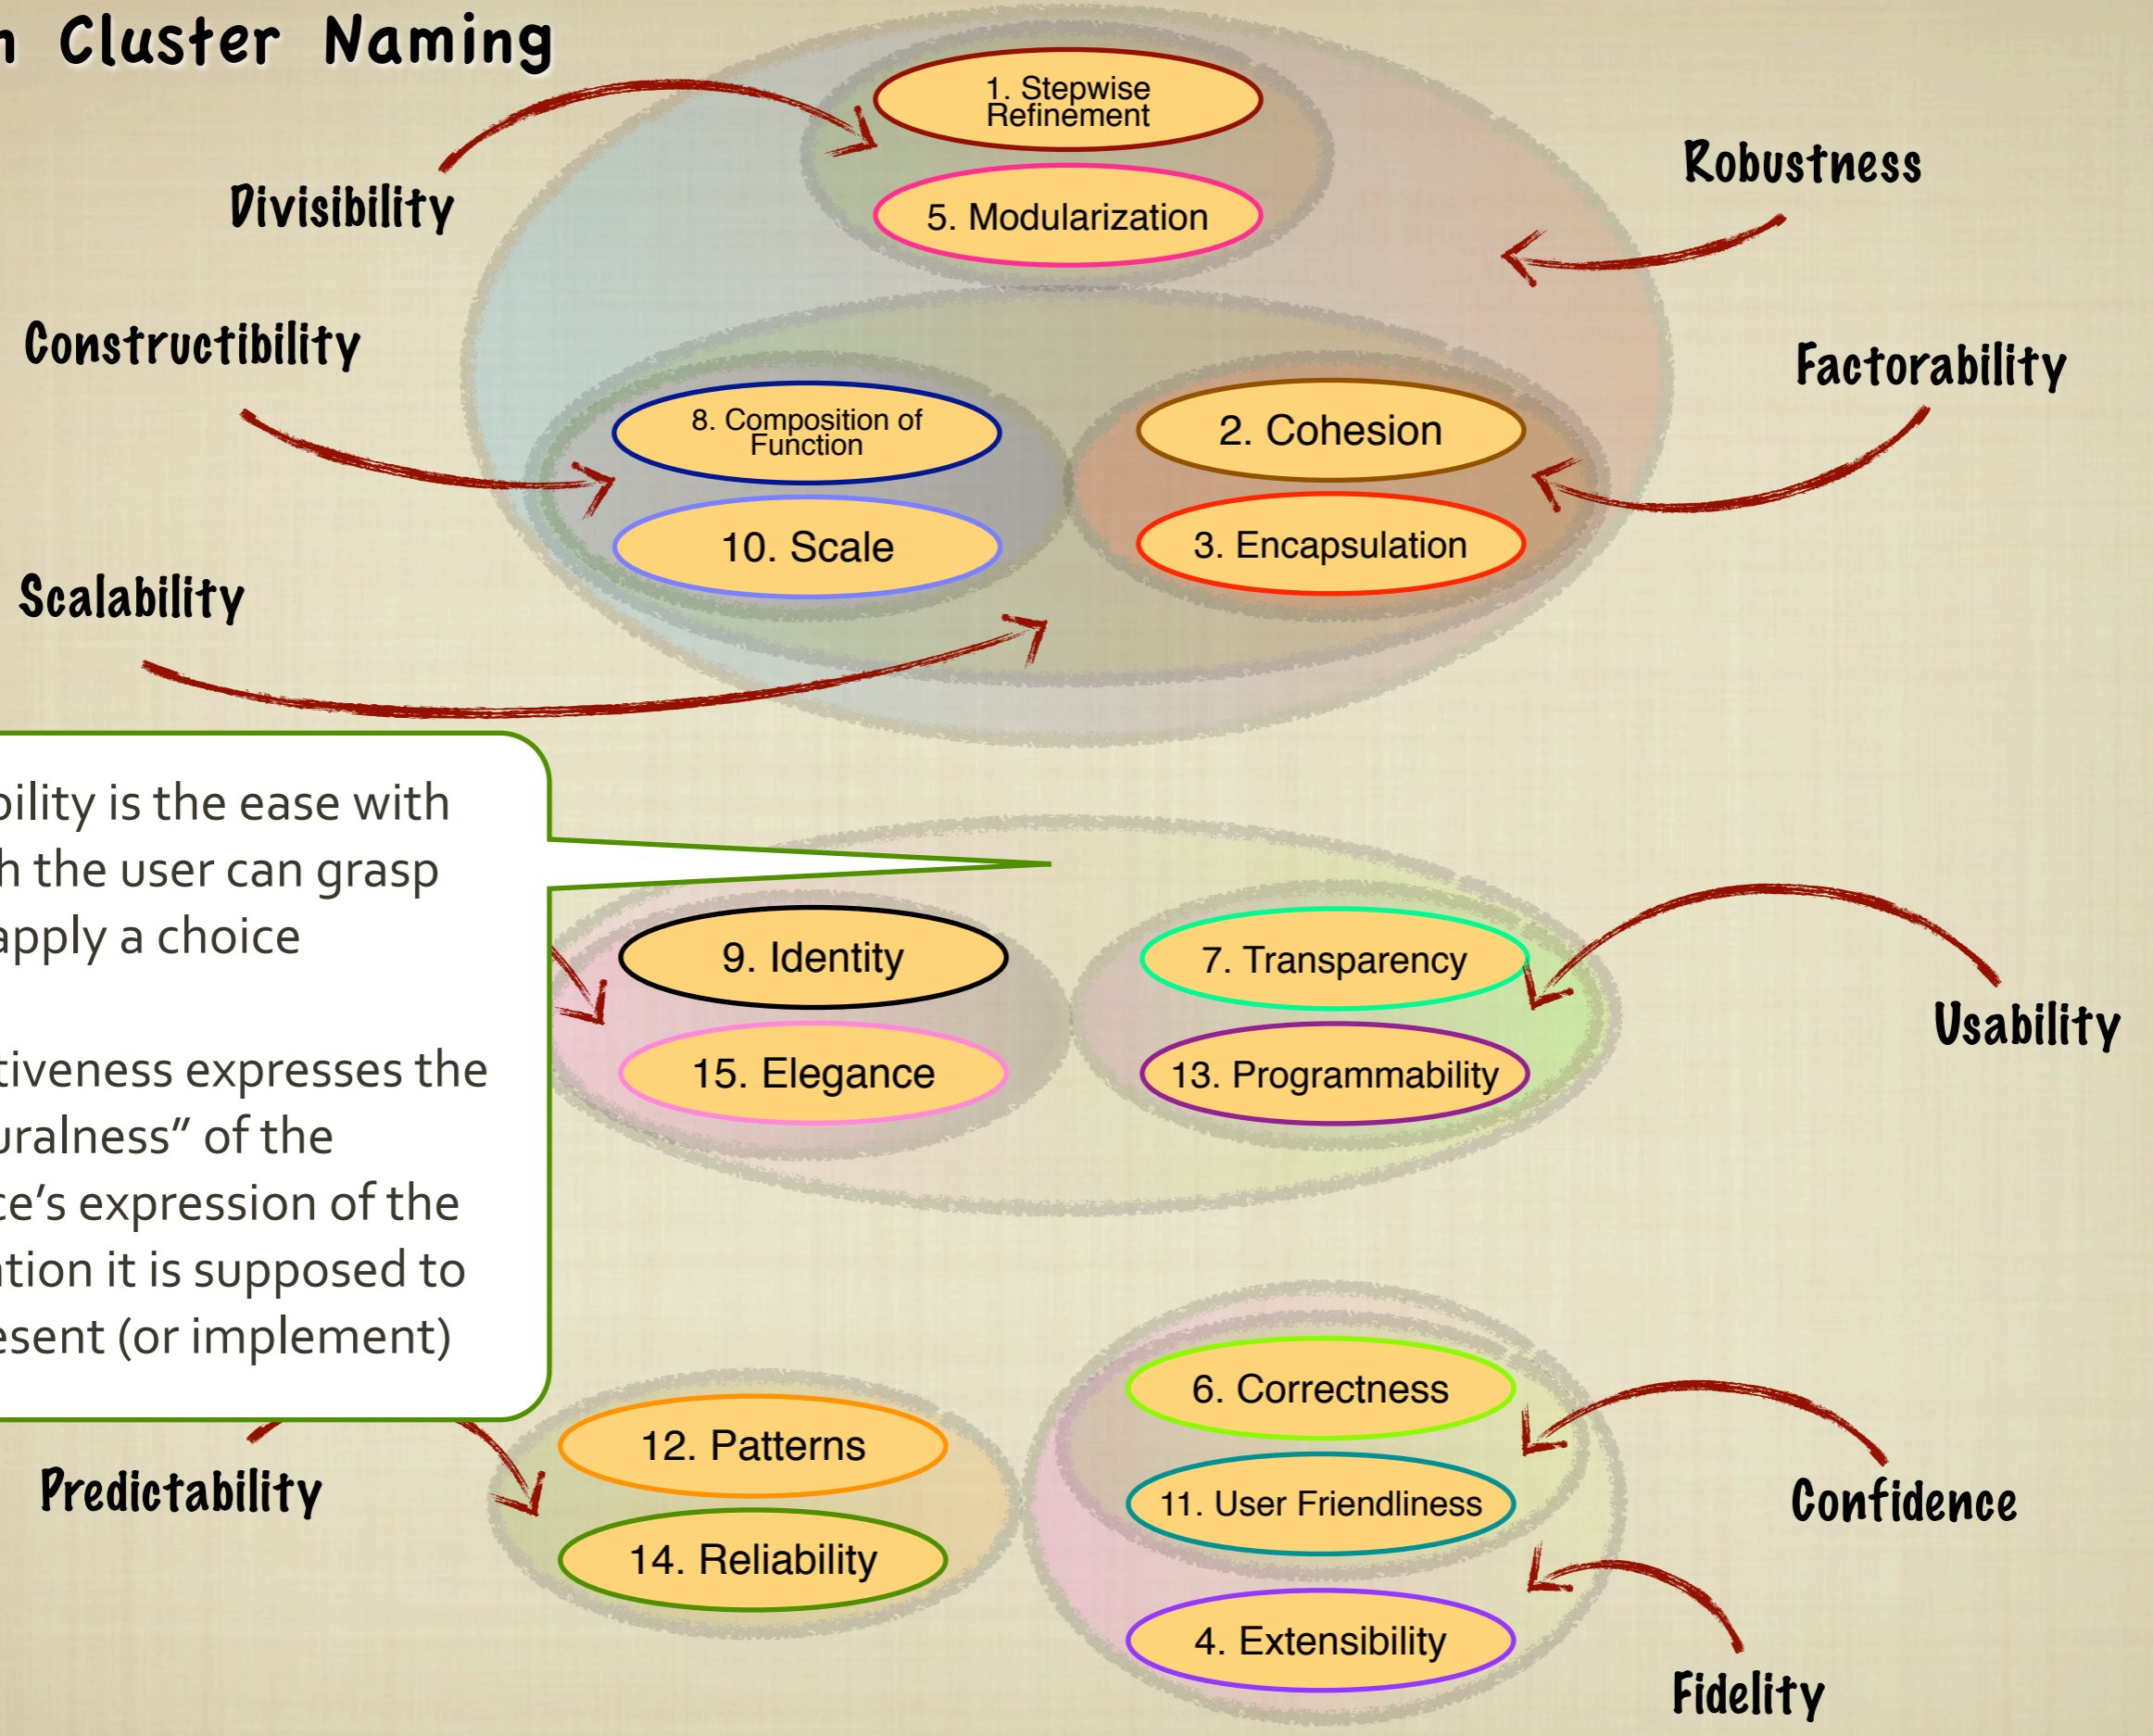 Cluster Naming
1. Stepwise
Refinement
5. Modularization
Divisibility
Robustness
Constructibility
Factorability
8. Composition of
Function
10. Scale
2. Cohesion
3. Encapsulation
Scalability
bility is the ease with
h the user can grasp
apply a choice
tiveness expresses the
uralness” of the
ce’s expression of the
ation it is supposed to
esent (or implement)
9. Identity
15. Elegance
7. Transparency
13. Programmability
Usability
12. Patterns
14. Reliability
Predictability
6. Correctness
11. User Friendliness
4. Extensibility
Confidence
Fidelity